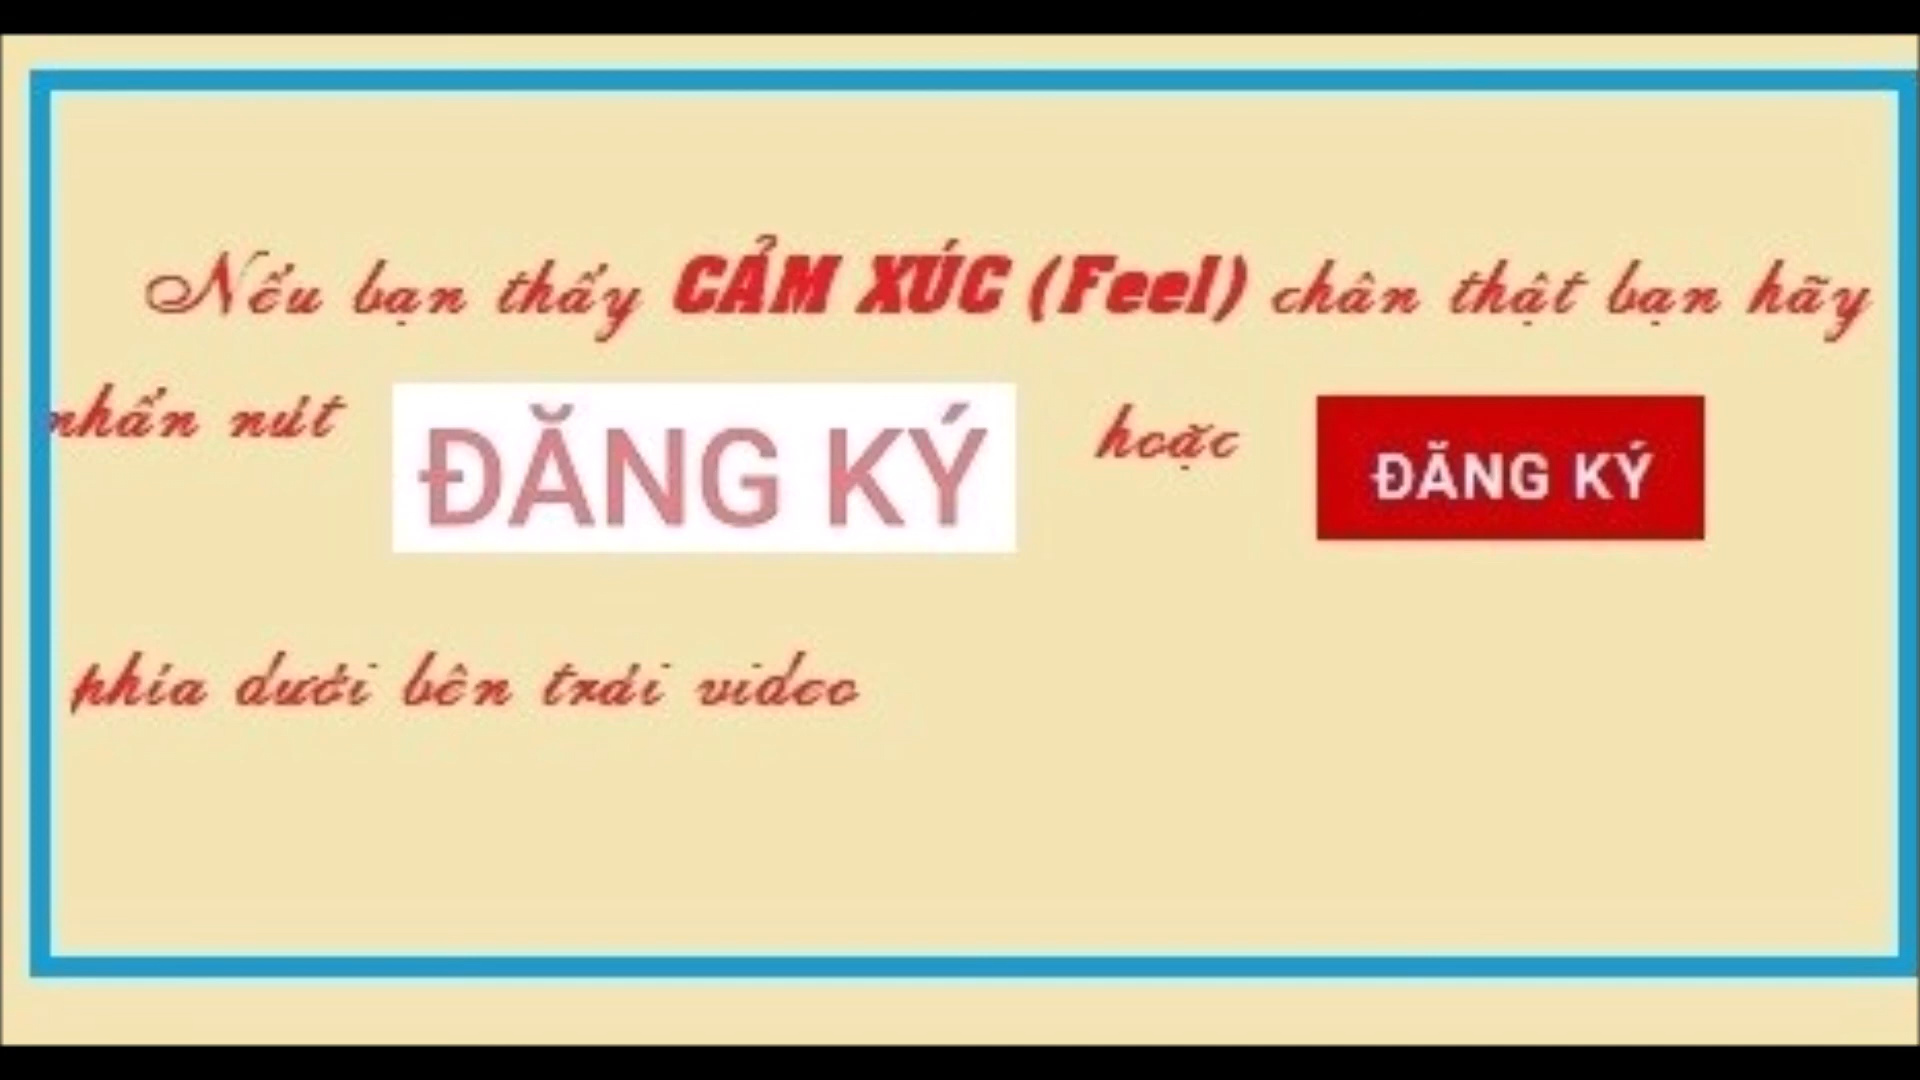 Nếu bạn thấy CẢM XÚC (Feel) chân thật bạn hãy
nhấn nút ĐĂNG KÝ hoặc ĐĂNG KÝ
phía dưới bên trái video